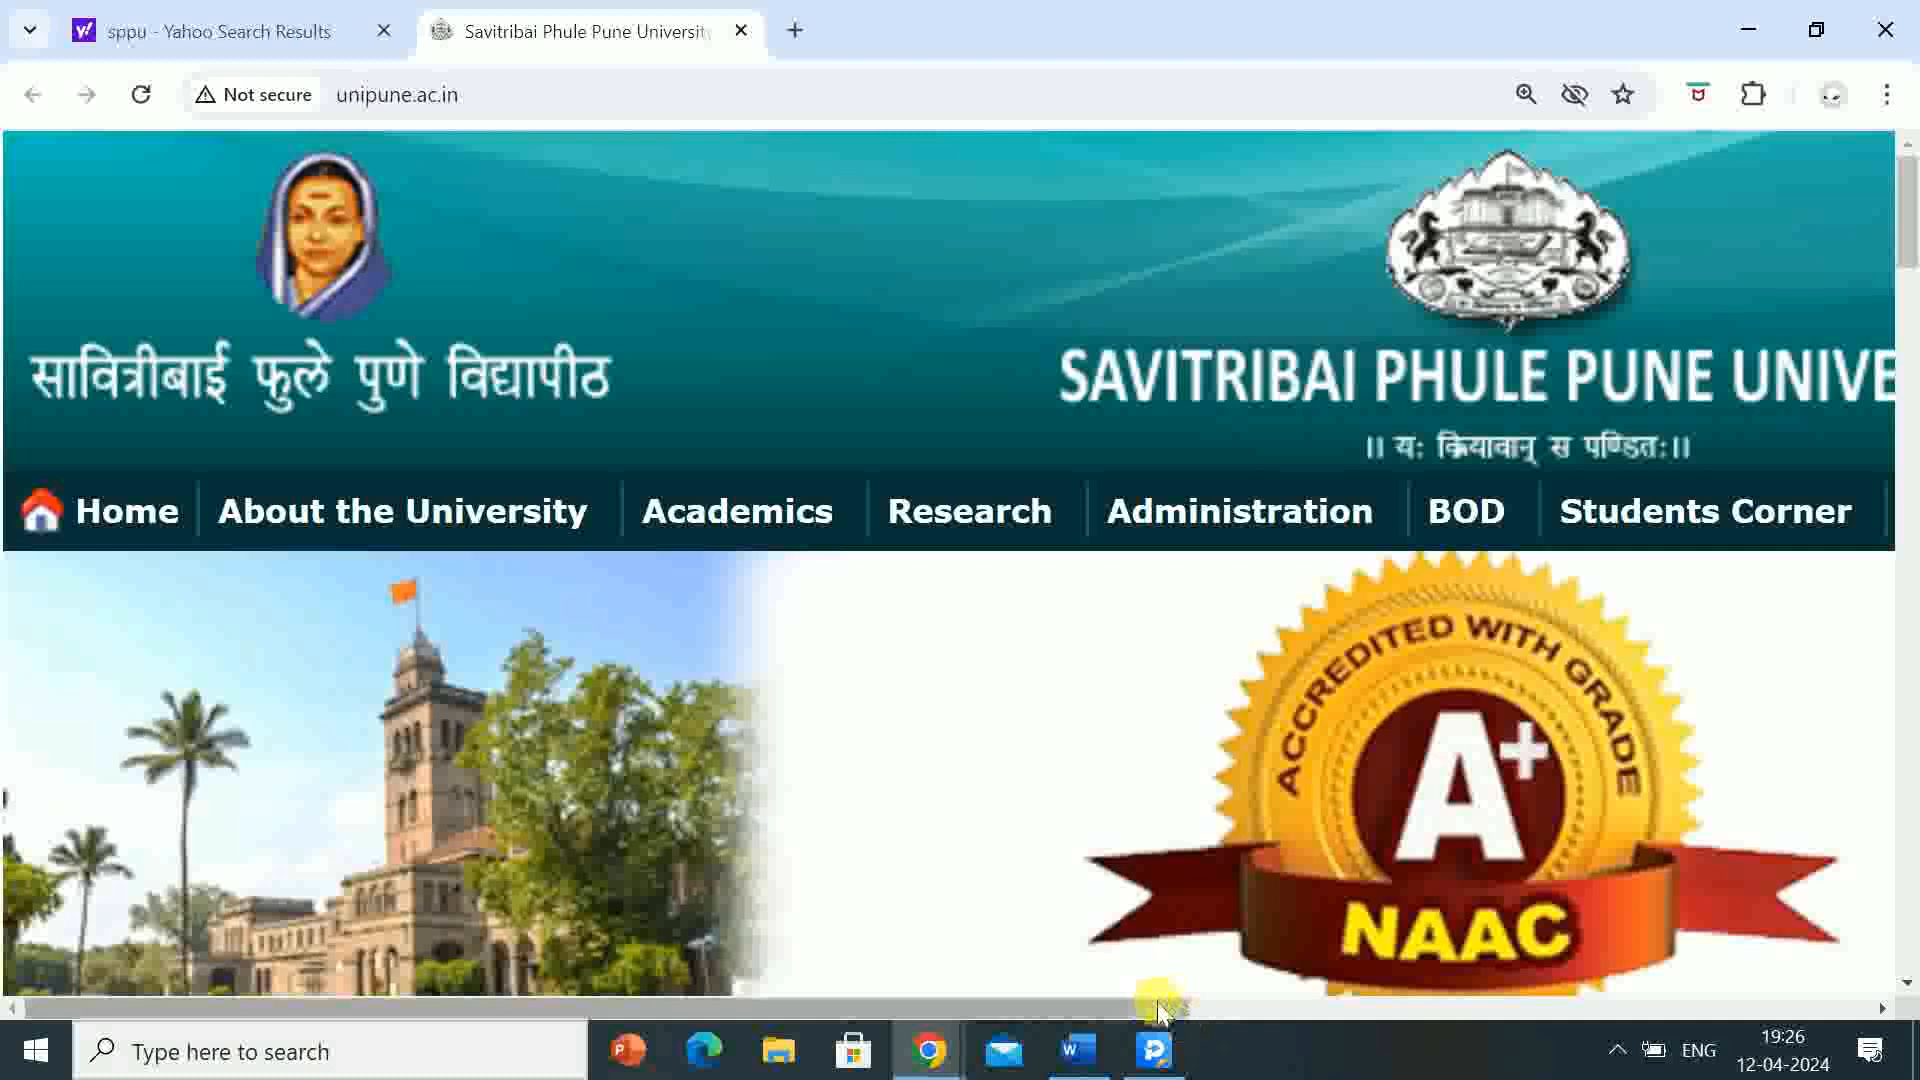 sppu - Yahoo Search Results
Savitribai Phule Pune University
Not secure
unipune.ac.in
सावित्रीबाई फुले पुणे विद्यापीठ
SAVITRIBAI PHULE PUNE UNIVE
॥ यः क्रियावान् स पण्डितः॥
Home
About the University
Academics
Research
Administration
BOD
Students Corner
ACCREDITED WITH GRADE
A+
NAAC
Type here to search
ENG
19:26
12-04-2024